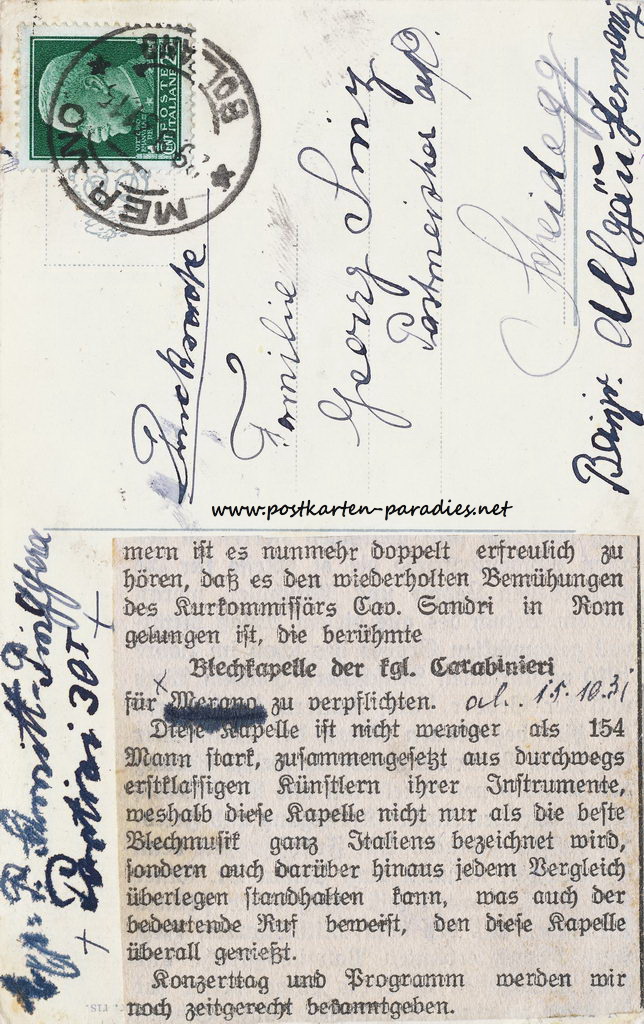 POSTE
ITALIANE
MERANO
BOLZANO
Drucksache
Familie
Georg Sinz
Postmeister a/D.
Scheidegg
Allgäu Germany
Bayr.
www.postkarten-paradies.net
mern ist es nunmehr doppelt erfreulich zu
hören, daß es den wiederholten Bemühungen
des Kurkommissärs Cav. Sandri in Rom
gelungen ist, die berühmte
Blechkapelle der kgl. Carabinieri
für Merano zu verpflichten. 15.10.31
Diese Kapelle ist nicht weniger als 154
Mann stark, zusammengesetzt aus durchwegs
erstklassigen Künstlern ihrer Instrumente,
weshalb diese Kapelle nicht nur als die beste
Blechmusik ganz Italiens bezeichnet wird,
sondern auch darüber hinaus jedem Vergleich
überlegen standhalten kann, was auch der
bedeutende Ruf beweist, den diese Kapelle
überall genießt.
Konzerttag und Programm werden wir
noch zeitgerecht bekanntgeben.